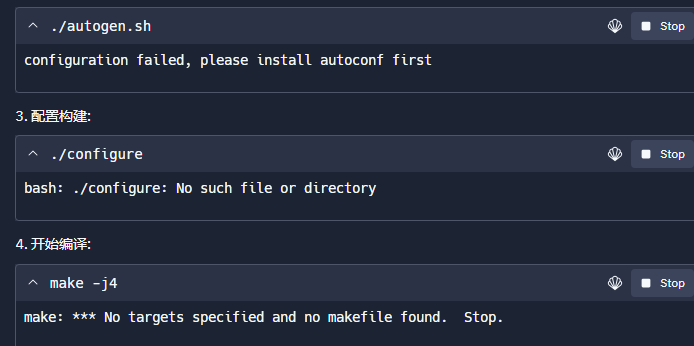 ./autogen.sh
Stop
configuration failed, please install autoconf first
3. 配置构建:
./configure
Stop
bash: ./configure: No such file or directory
4. 开始编译:
make -j4
Stop
make: *** No targets specified and no makefile found.  Stop.